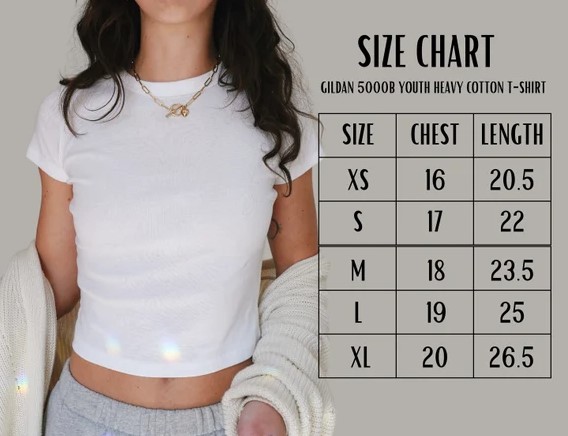 SIZE CHART
GILDAN 5000B YOUTH HEAVY COTTON T-SHIRT
SIZE CHEST LENGTH
XS 16 20.5
S 17 22
M 18 23.5
L 19 25
XL 20 26.5